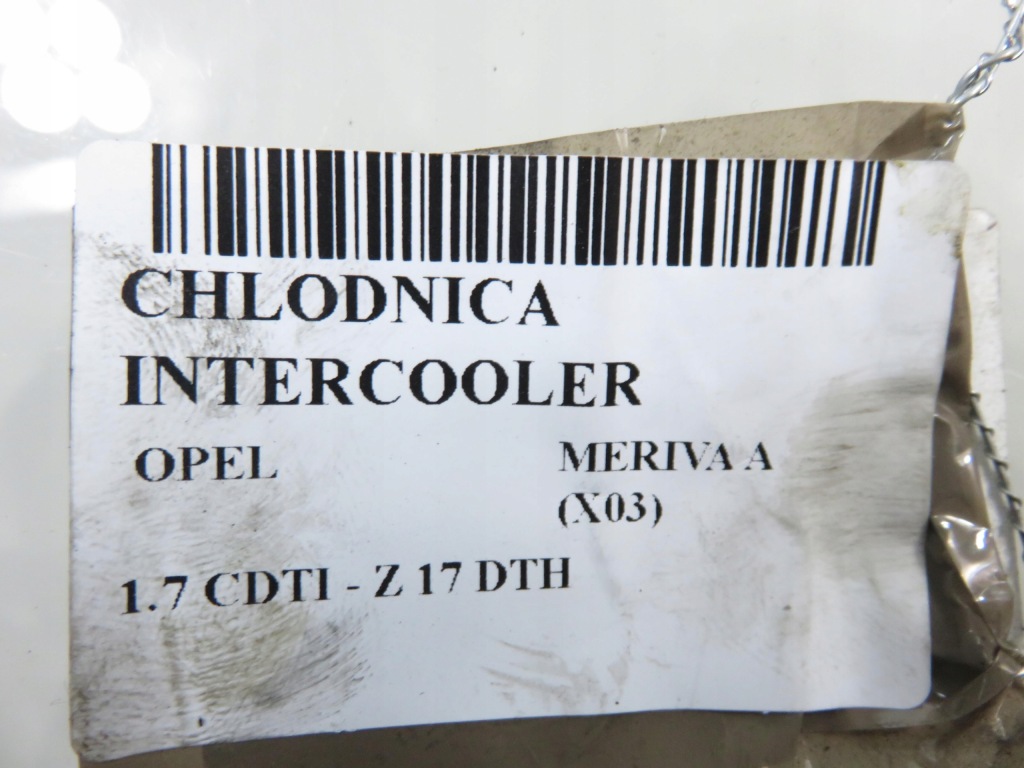 CHLODNICA
INTERCOOLER
OPEL MERIVA A
(X03)
1.7 CDTI - Z 17 DTH